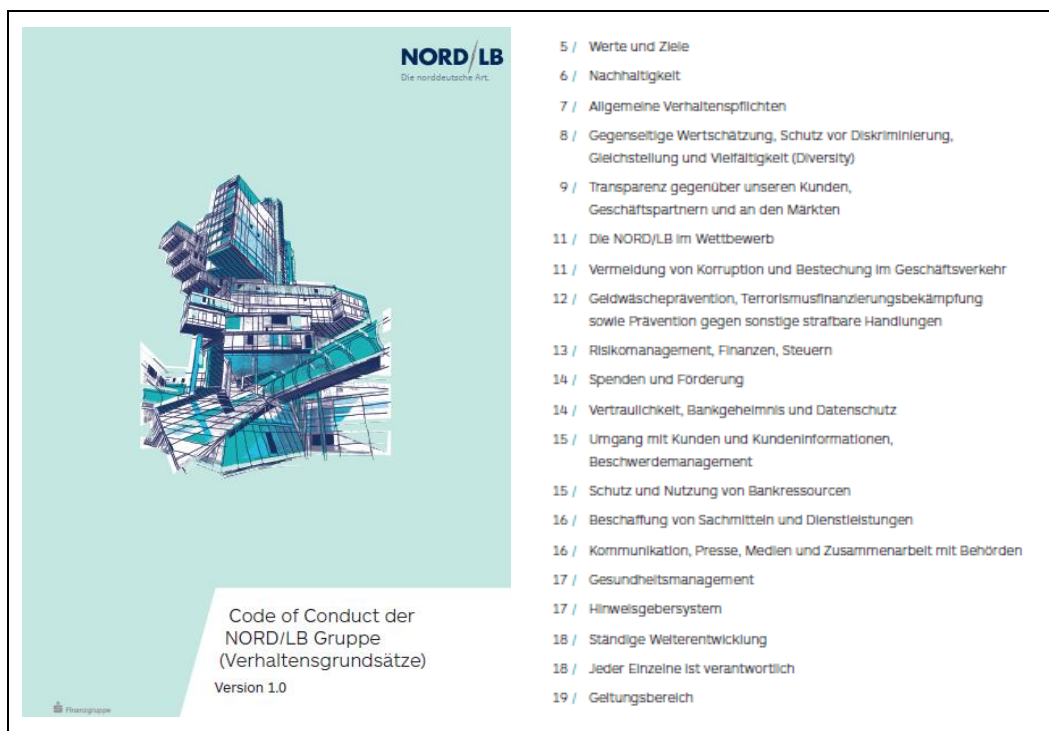 NORD/LB
Die norddeutsche Art.
Code of Conduct der
NORD/LB Gruppe
(Verhaltensgrundsätze)
Version 1.0
Finanzgruppe
5 / Werte und Ziele
6 / Nachhaltigkeit
7 / Allgemeine Verhaltenspflichten
8 / Gegenseitige Wertschätzung, Schutz vor Diskriminierung,
Gleichstellung und Vielfältigkeit (Diversity)
9 / Transparenz gegenüber unseren Kunden,
Geschäftspartnern und an den Märkten
11 / Die NORD/LB im Wettbewerb
11 / Vermeidung von Korruption und Bestechung im Geschäftsverkehr
12 / Geldwäscheprävention, Terrorismusfinanzierungsbekämpfung
sowie Prävention gegen sonstige strafbare Handlungen
13 / Risikomanagement, Finanzen, Steuern
14 / Spenden und Förderung
14 / Vertraulichkeit, Bankgeheimnis und Datenschutz
15 / Umgang mit Kunden und Kundeninformationen,
Beschwerdemanagement
15 / Schutz und Nutzung von Bankressourcen
16 / Beschaffung von Sachmitteln und Dienstleistungen
16 / Kommunikation, Presse, Medien und Zusammenarbeit mit Behörden
17 / Gesundheitsmanagement
17 / Hinweisgebersystem
18 / Ständige Weiterentwicklung
18 / Jeder Einzelne ist verantwortlich
19 / Geltungsbereich